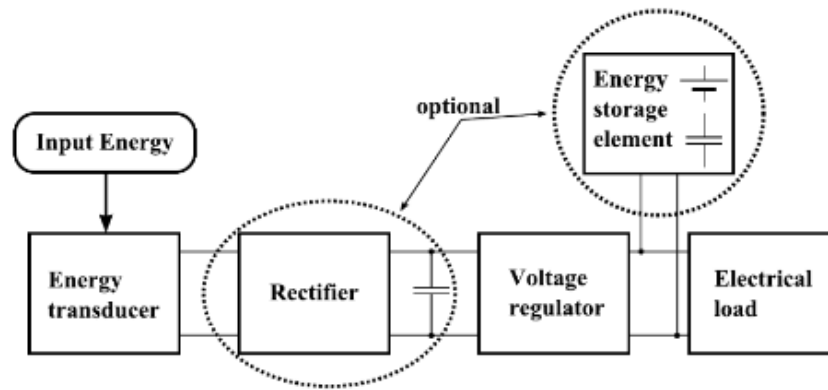 Energy
storage
element
optional
Input Energy
Energy
transducer
Rectifier
Voltage
regulator
Electrical
load